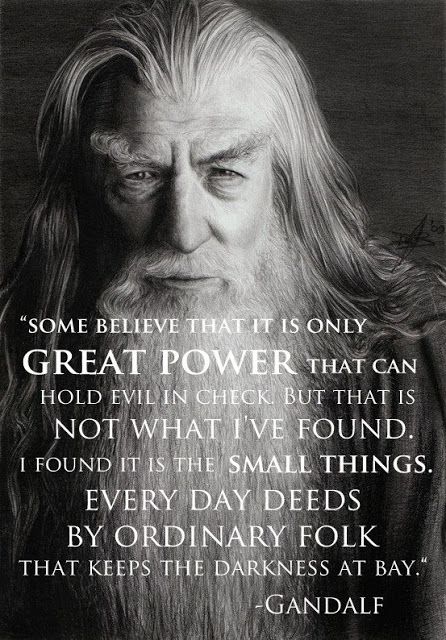 “SOME BELIEVE THAT IT IS ONLY
GREAT POWER THAT CAN
HOLD EVIL IN CHECK. BUT THAT IS
NOT WHAT I'VE FOUND.
I FOUND IT IS THE SMALL THINGS.
EVERY DAY DEEDS
BY ORDINARY FOLK
THAT KEEPS THE DARKNESS AT BAY.“
-GANDALF